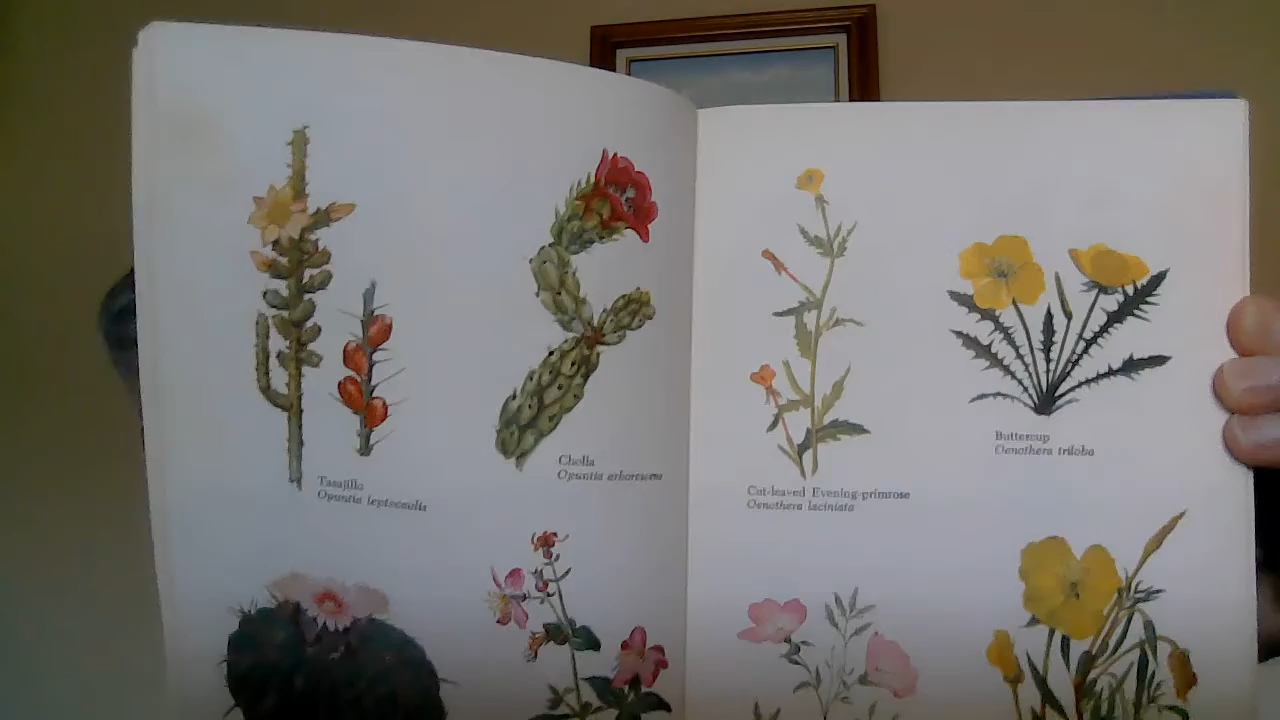 Tasajillo
Opuntia leptocaulis
Cholla
Opuntia arborescens
Cut-leaved Evening-primrose
Oenothera laciniata
Buttercup
Oenothera triloba